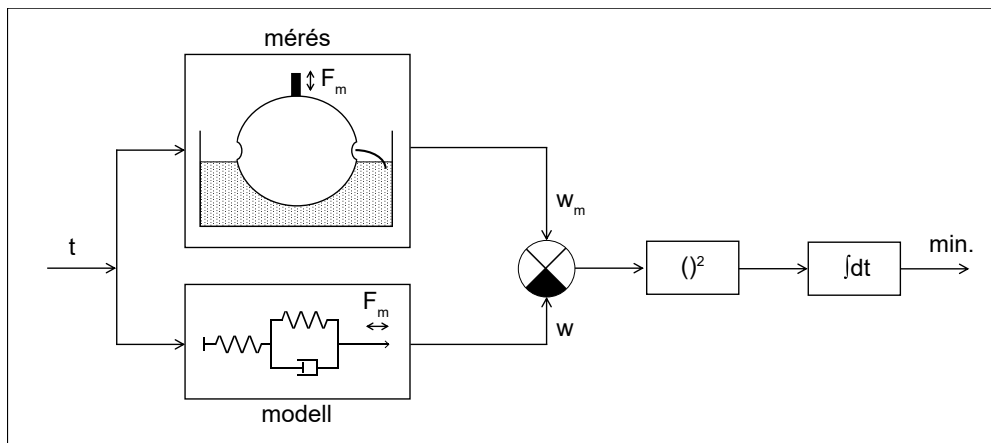 mérés
F_m
t
w_m
()²
∫dt
min.
F_m
w
modell